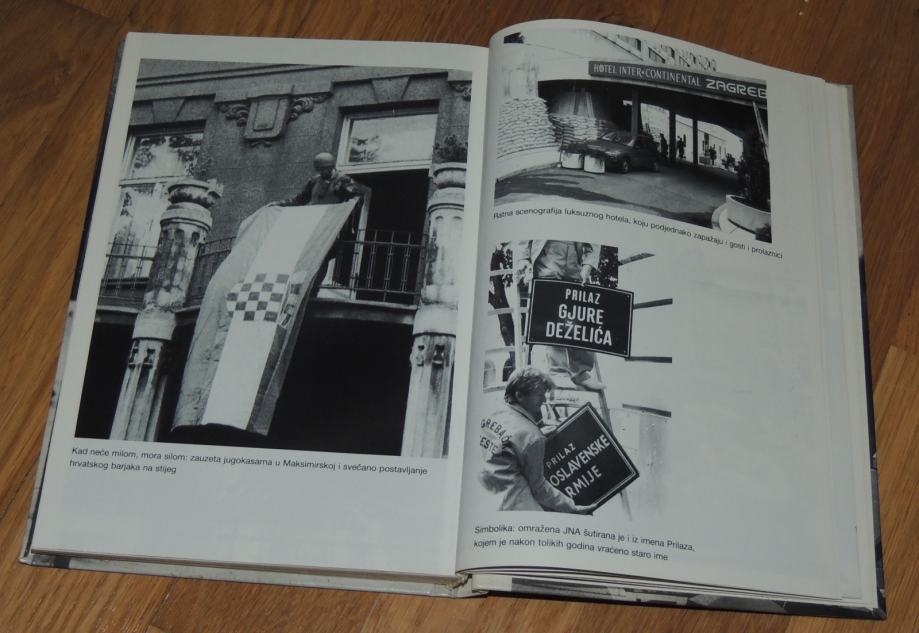 Kad neće milom, mora silom: zauzeta jugokasarna u Maksimirskoj i svečano postavljanje
hrvatskog barjaka na stijeg
HOTEL INTER•CONTINENTAL ZAGREB
Ratna scenografija luksuznog hotela, koju podjednako zapažaju i gosti i prolaznici
PRILAZ
GJURE
DEŽELIĆA
GREBAČ
CESTE
PRILAZ
OSLAVENSKE
RMIJE
Simbolika: omražena JNA šutirana je i iz imena Prilaza,
kojem je nakon tolikih godina vraćeno staro ime